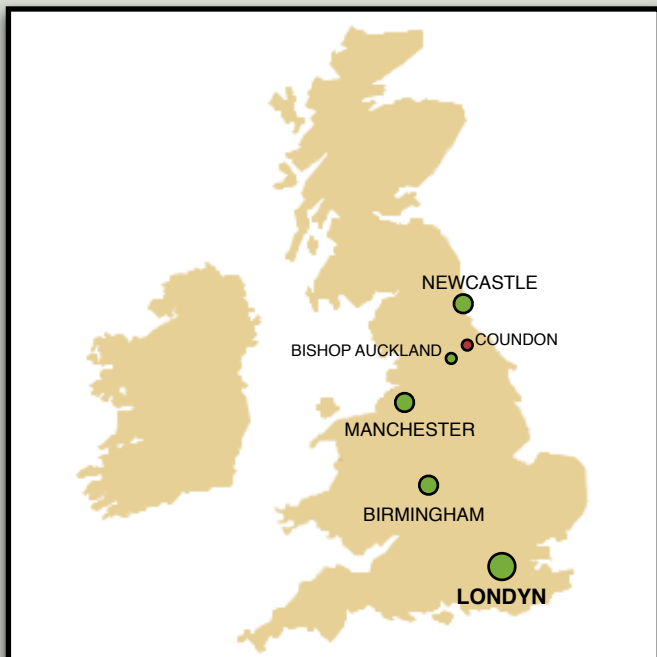 NEWCASTLE
COUNDON
BISHOP AUCKLAND
MANCHESTER
BIRMINGHAM
LONDYN